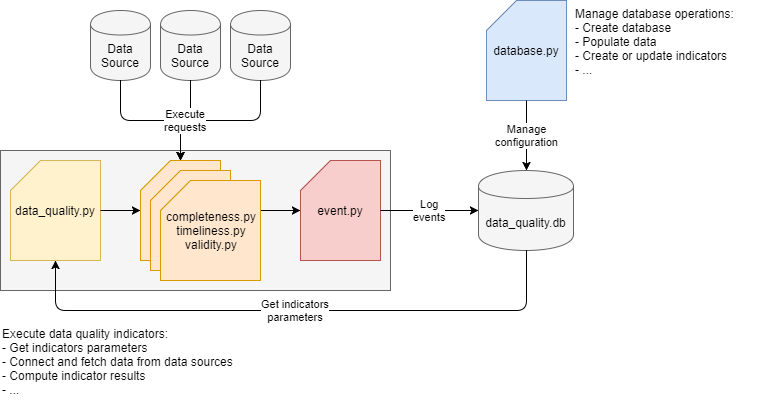 Data
Source
Data
Source
Data
Source
Manage database operations:
- Create database
- Populate data
- Create or update indicators
- ...
database.py
Execute
requests
Manage
configuration
data_quality.py
completeness.py
timeliness.py
validity.py
event.py
Log
events
data_quality.db
Get indicators
parameters
Execute data quality indicators:
- Get indicators parameters
- Connect and fetch data from data sources
- Compute indicator results
- ...